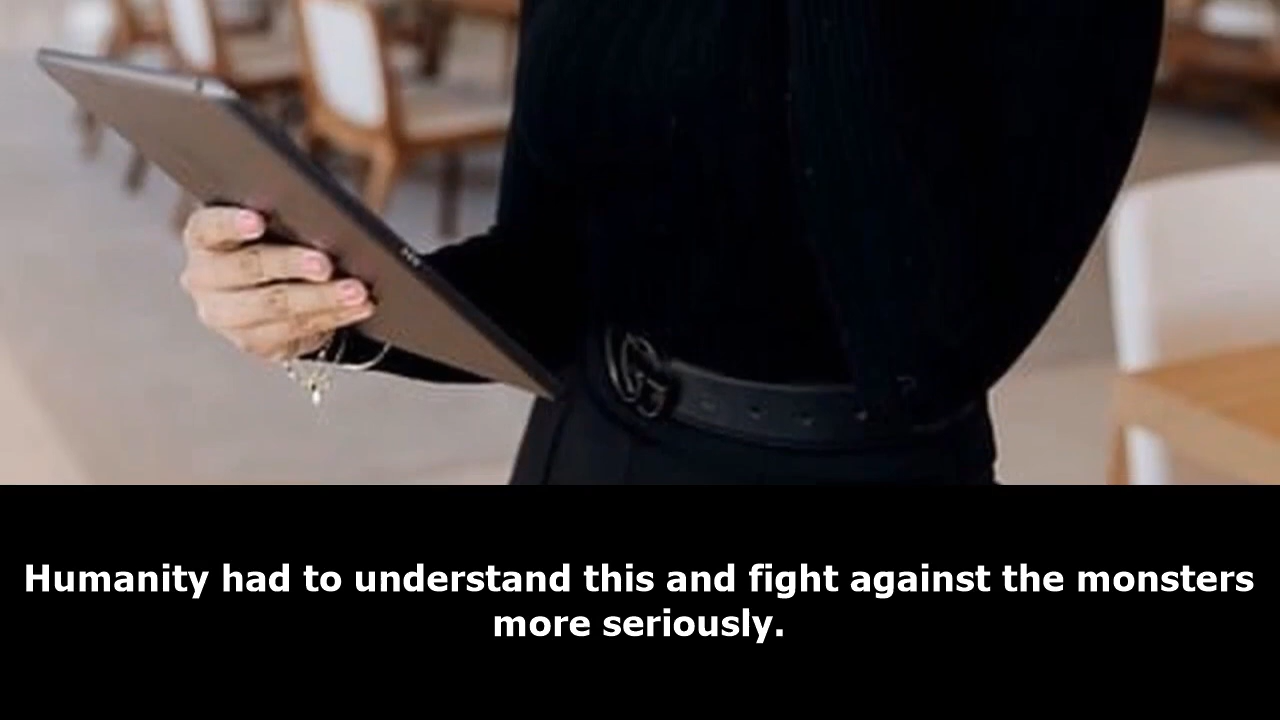 Humanity had to understand this and fight against the monsters
more seriously.